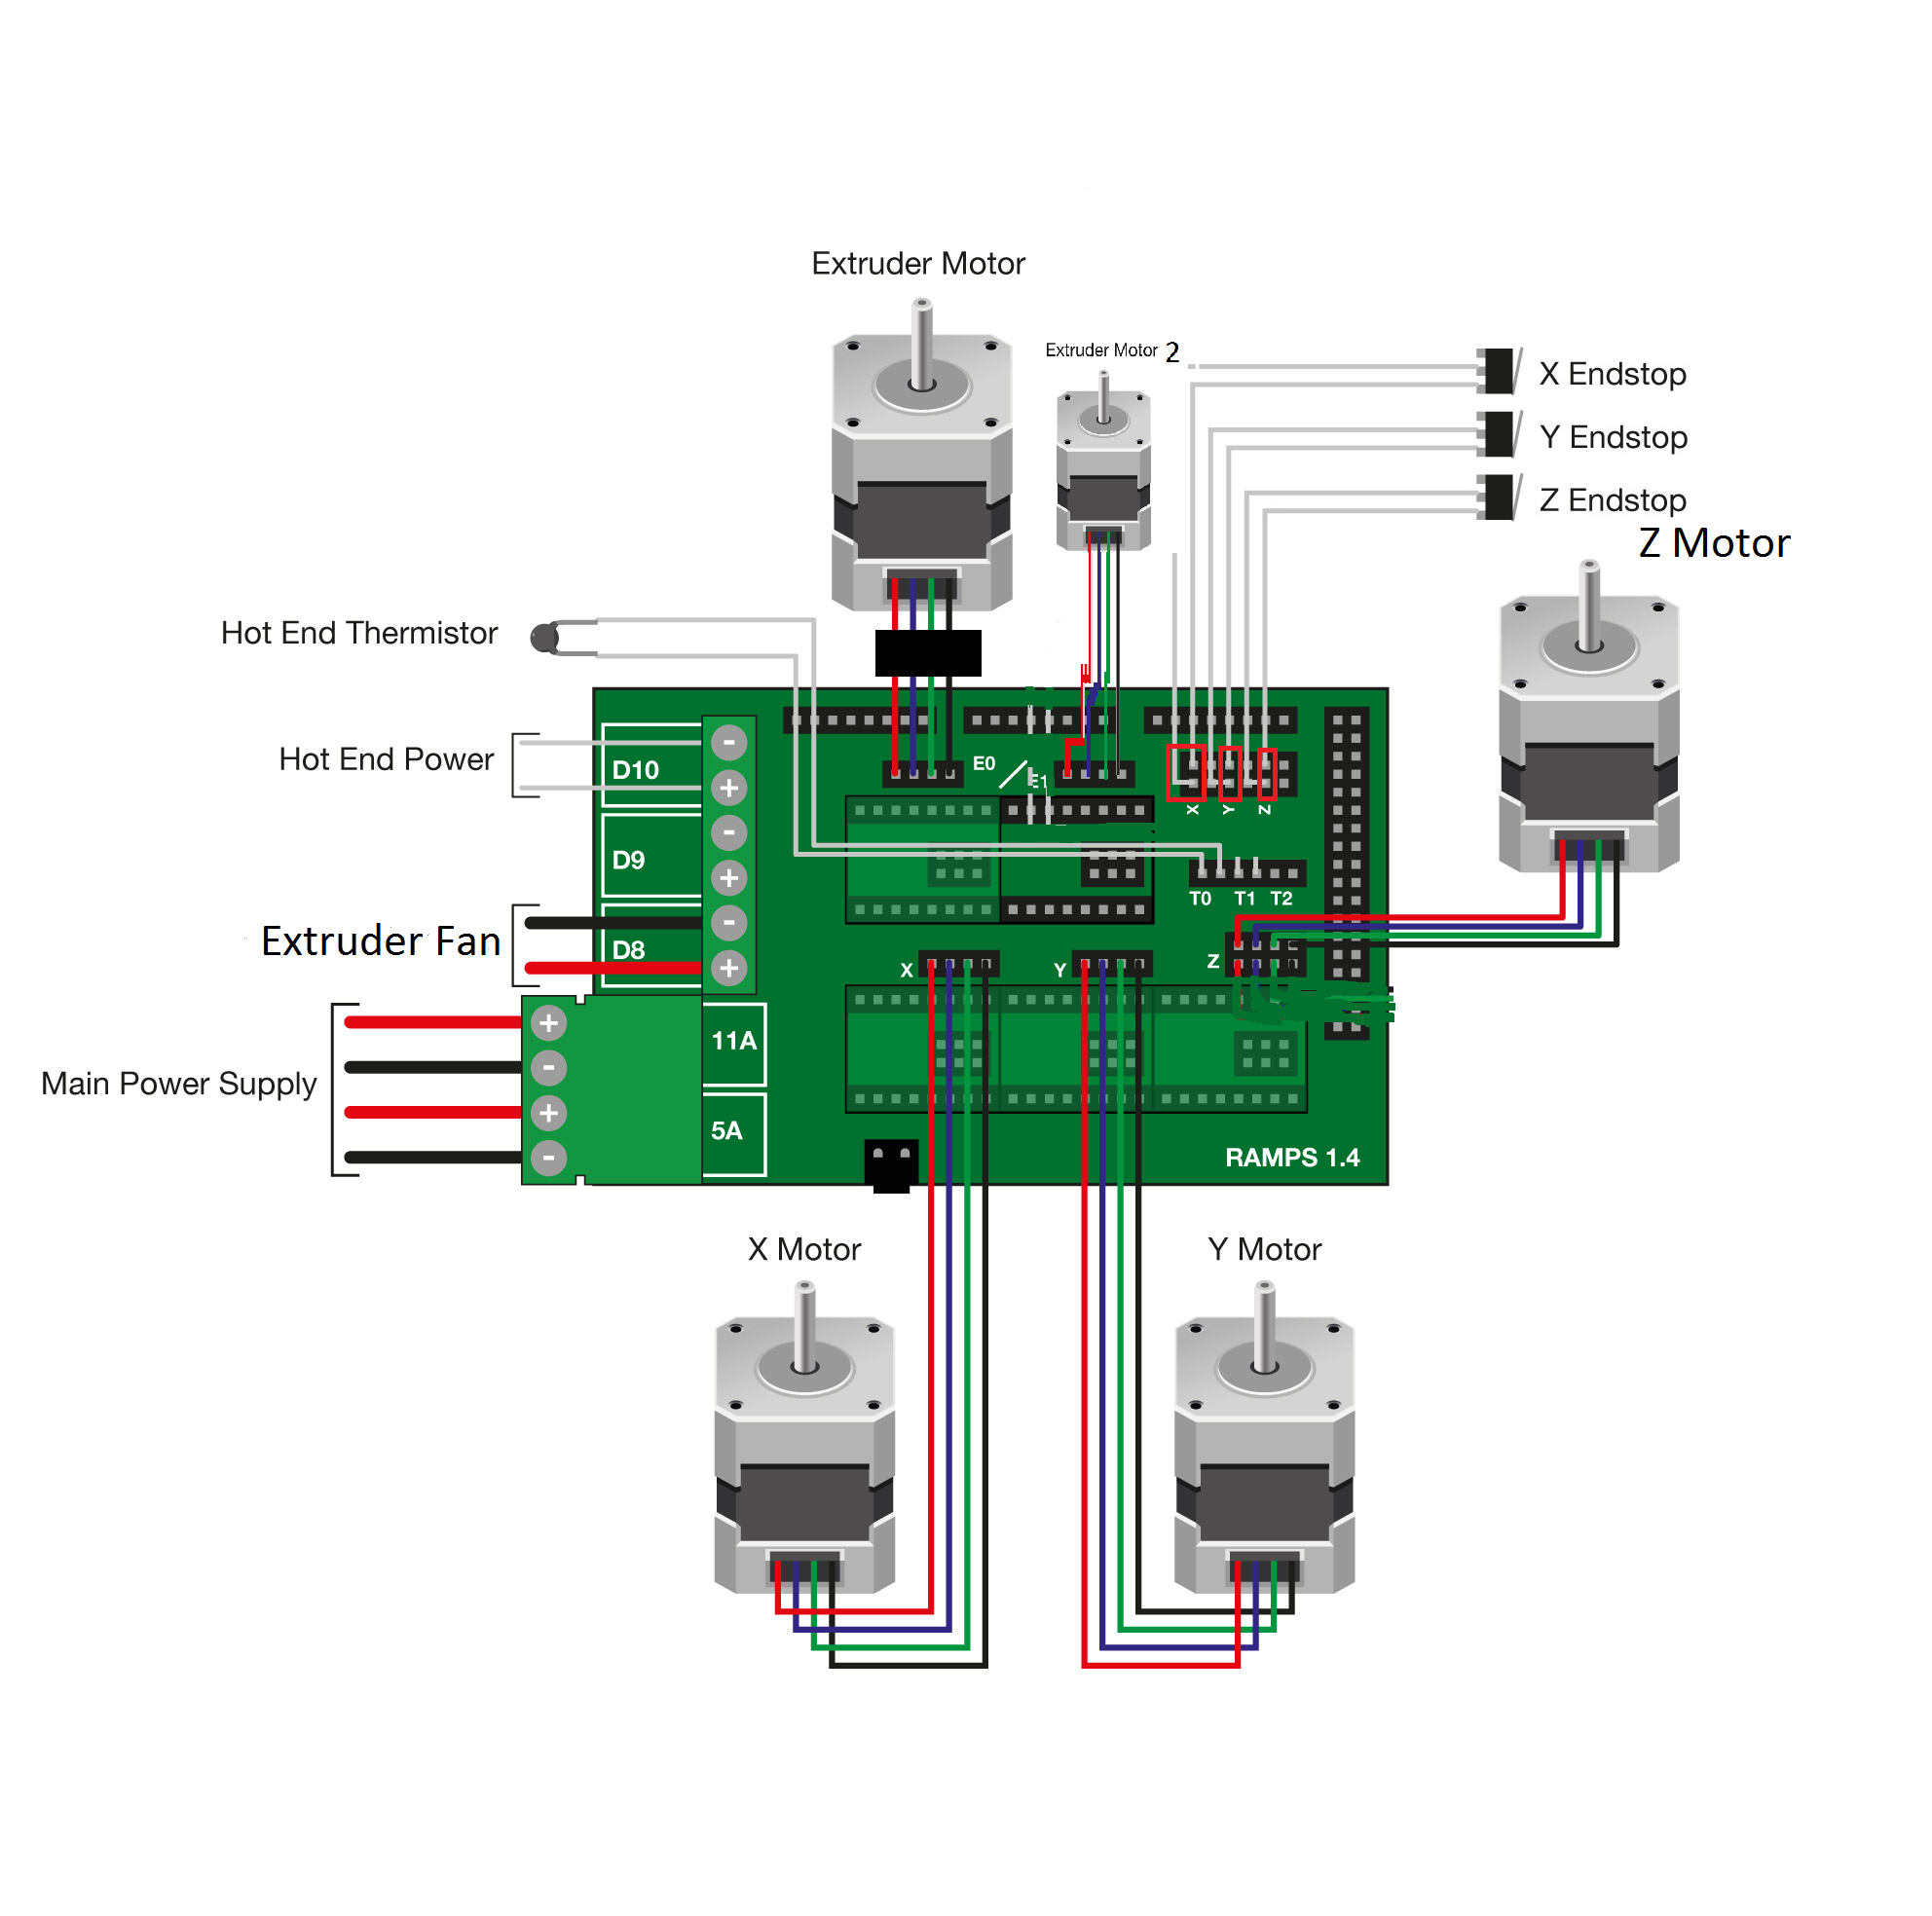 Extruder Motor
Extruder Motor 2
X Endstop
Y Endstop
Z Endstop
Z Motor
Hot End Thermistor
Hot End Power
D10
-
+
E0
E1
X
Y
Z
D9
-
+
T0 T1 T2
Extruder Fan
D8
-
+
X
Y
Z
Main Power Supply
+
-
+
-
11A
5A
RAMPS 1.4
X Motor
Y Motor